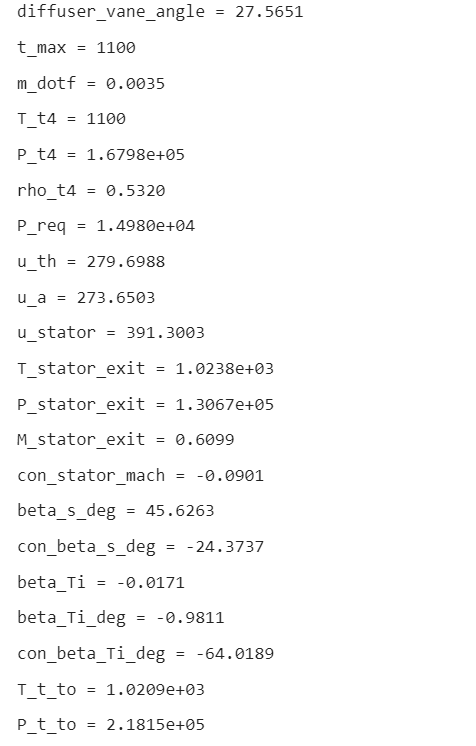 diffuser_vane_angle = 27.5651
t_max = 1100
m_dotf = 0.0035
T_t4 = 1100
P_t4 = 1.6798e+05
rho_t4 = 0.5320
P_req = 1.4980e+04
u_th = 279.6988
u_a = 273.6503
u_stator = 391.3003
T_stator_exit = 1.0238e+03
P_stator_exit = 1.3067e+05
M_stator_exit = 0.6099
con_stator_mach = -0.0901
beta_s_deg = 45.6263
con_beta_s_deg = -24.3737
beta_Ti = -0.0171
beta_Ti_deg = -0.9811
con_beta_Ti_deg = -64.0189
T_t_to = 1.0209e+03
P_t_to = 2.1815e+05